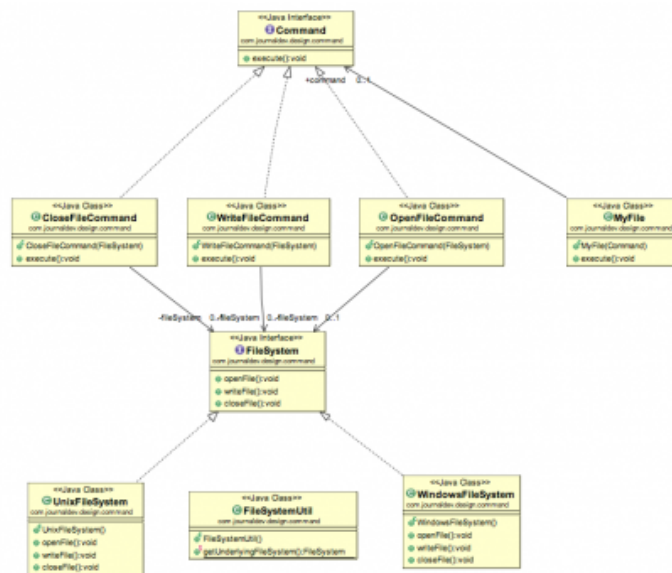 <<Java Interface>>
Command
com.journaldev.design.command
execute():void
+command 0..1
<<Java Class>>
CloseFileCommand
com.journaldev.design.command
CloseFileCommand(FileSystem)
execute():void
<<Java Class>>
WriteFileCommand
com.journaldev.design.command
WriteFileCommand(FileSystem)
execute():void
<<Java Class>>
OpenFileCommand
com.journaldev.design.command
OpenFileCommand(FileSystem)
execute():void
<<Java Class>>
MyFile
com.journaldev.design.command
MyFile(Command)
execute():void
-fileSystem 0..-fileSystem 0..-fileSystem 0..1
<<Java Interface>>
FileSystem
com.journaldev.design.command
openFile():void
writeFile():void
closeFile():void
<<Java Class>>
UnixFileSystem
com.journaldev.design.command
UnixFileSystem()
openFile():void
writeFile():void
closeFile():void
<<Java Class>>
FileSystemUtil
com.journaldev.design.command
FileSystemUtil()
getUnderlyingFileSystem():FileSystem
<<Java Class>>
WindowsFileSystem
com.journaldev.design.command
WindowsFileSystem()
openFile():void
writeFile():void
closeFile():void